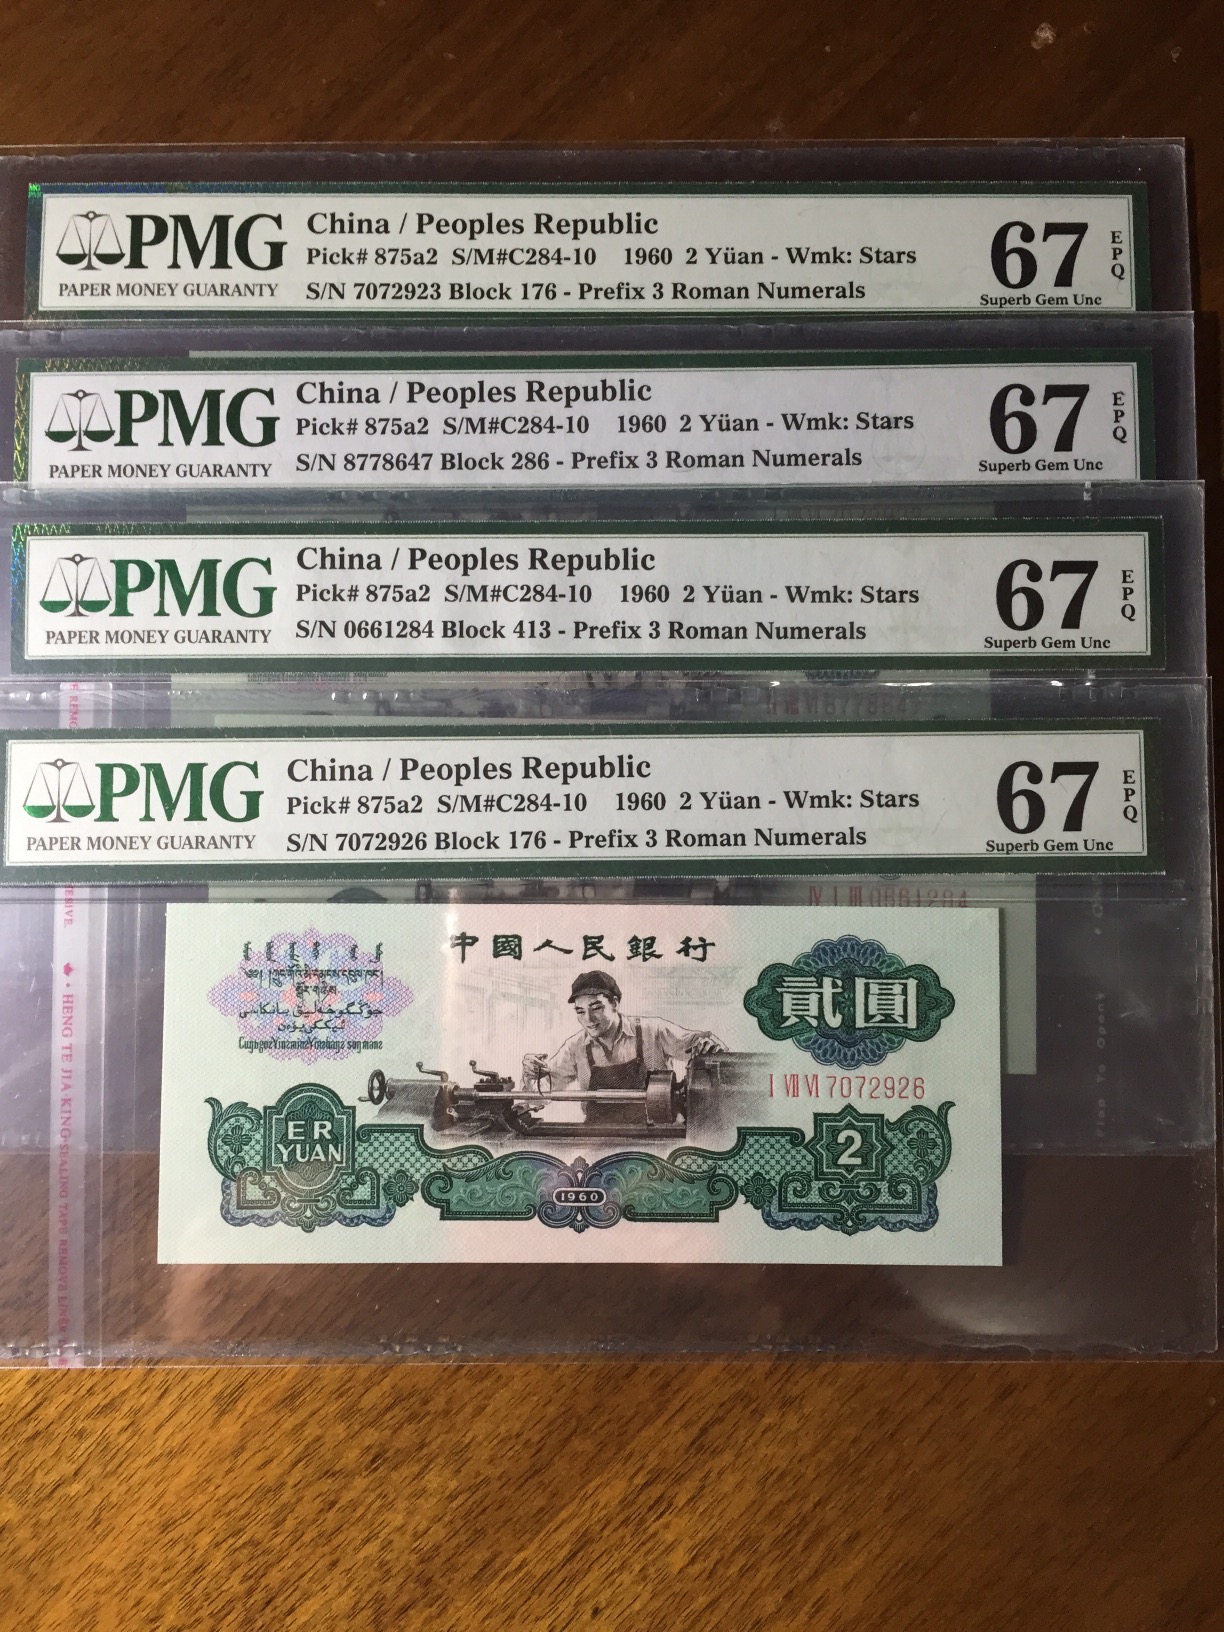 PMG
PAPER MONEY GUARANTY
China / Peoples Republic
Pick# 875a2 S/M#C284-10 1960 2 Yüan - Wmk: Stars
S/N 7072923 Block 176 - Prefix 3 Roman Numerals
67
EPQ
Superb Gem Unc
PMG
PAPER MONEY GUARANTY
China / Peoples Republic
Pick# 875a2 S/M#C284-10 1960 2 Yüan - Wmk: Stars
S/N 8778647 Block 286 - Prefix 3 Roman Numerals
67
EPQ
Superb Gem Unc
PMG
PAPER MONEY GUARANTY
China / Peoples Republic
Pick# 875a2 S/M#C284-10 1960 2 Yüan - Wmk: Stars
S/N 0661284 Block 413 - Prefix 3 Roman Numerals
67
EPQ
Superb Gem Unc
PMG
PAPER MONEY GUARANTY
China / Peoples Republic
Pick# 875a2 S/M#C284-10 1960 2 Yüan - Wmk: Stars
S/N 7072926 Block 176 - Prefix 3 Roman Numerals
67
EPQ
Superb Gem Unc
Ⅳ Ⅰ Ⅲ 0661284
中國人民銀行
貳圓
Ⅰ Ⅶ Ⅵ 7072926
ER
YUAN
2
1960
HENG TE JIA KING-SEALING TAPE REMOVE LINER